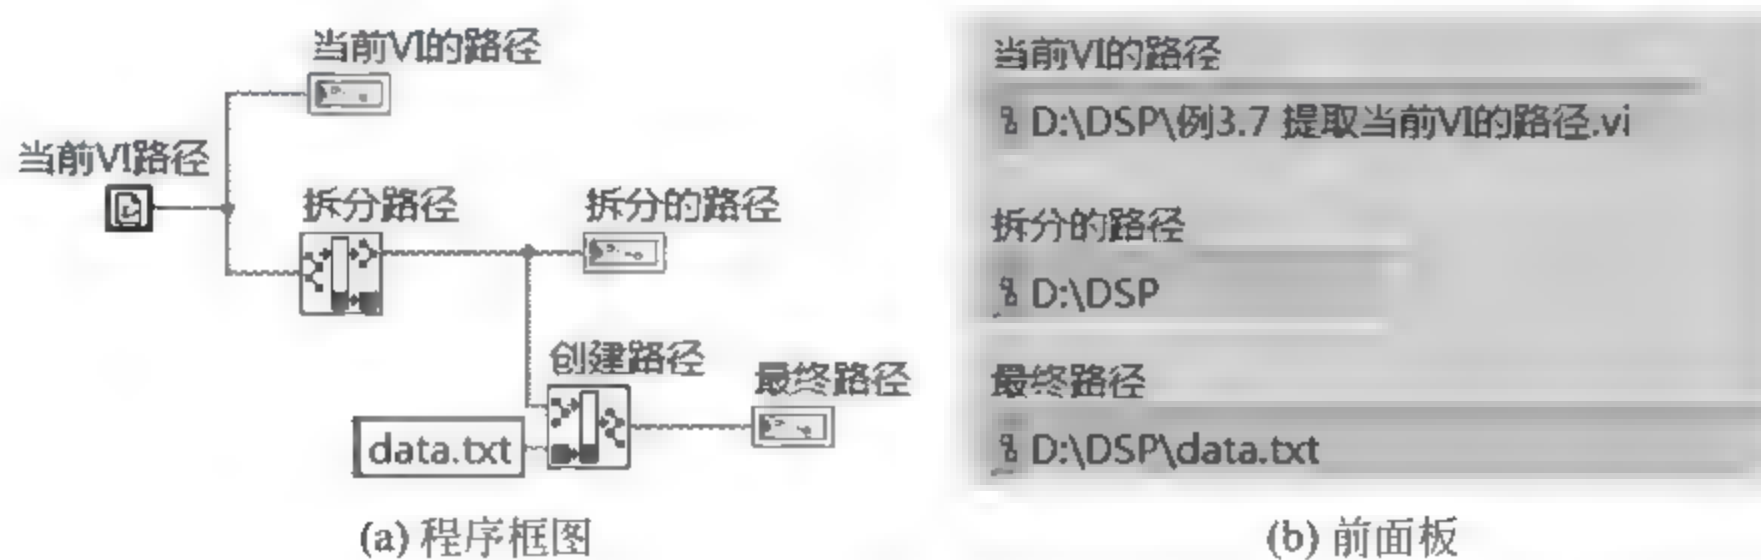 当前VI的路径
当前VI路径
拆分路径
拆分的路径
创建路径
最终路径
data.txt
(a) 程序框图
当前VI的路径
D:\DSP\例3.7 提取当前VI的路径.vi
拆分的路径
D:\DSP
最终路径
D:\DSP\data.txt
(b) 前面板